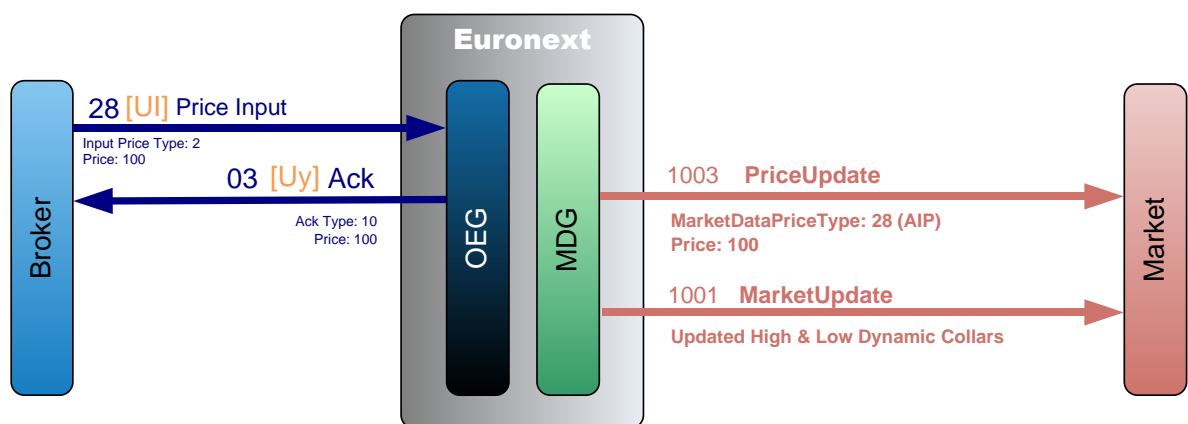 Euronext
28 [UI] Price Input
Input Price Type: 2
Price: 100
03 [Uy] Ack
Ack Type: 10
Price: 100
Broker
OEG
MDG
1003 PriceUpdate
MarketDataPriceType: 28 (AIP)
Price: 100
1001 MarketUpdate
Updated High & Low Dynamic Collars
Market